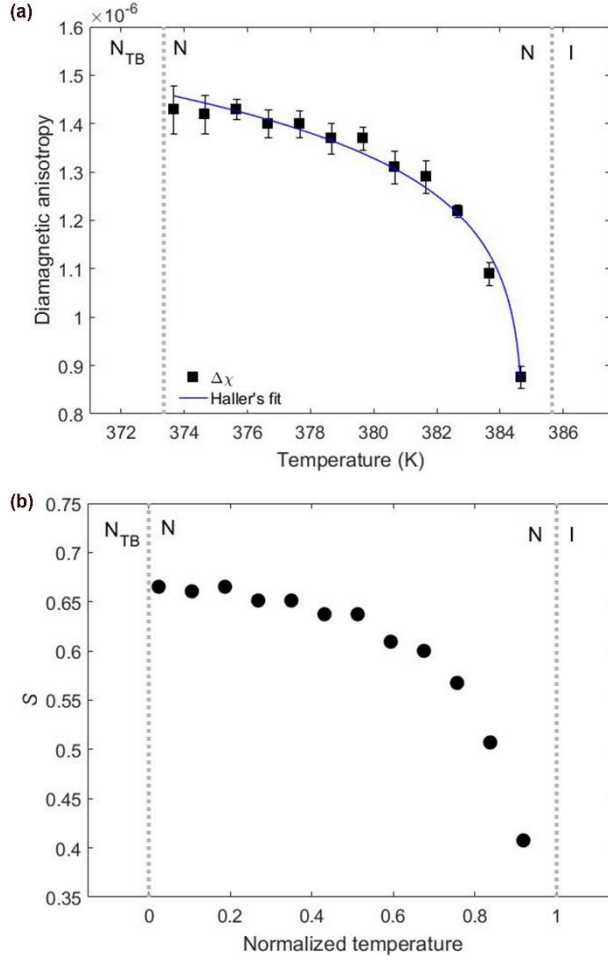 (a)
×10⁻⁶
1.6
1.5
1.4
1.3
1.2
1.1
1
0.9
0.8
Diamagnetic anisotropy
N_TB N N I
Δχ
Haller's fit
372 374 376 378 380 382 384 386
Temperature (K)
(b)
0.75
0.7
0.65
0.6
0.55
0.5
0.45
0.4
0.35
S
N_TB N N I
0 0.2 0.4 0.6 0.8 1
Normalized temperature